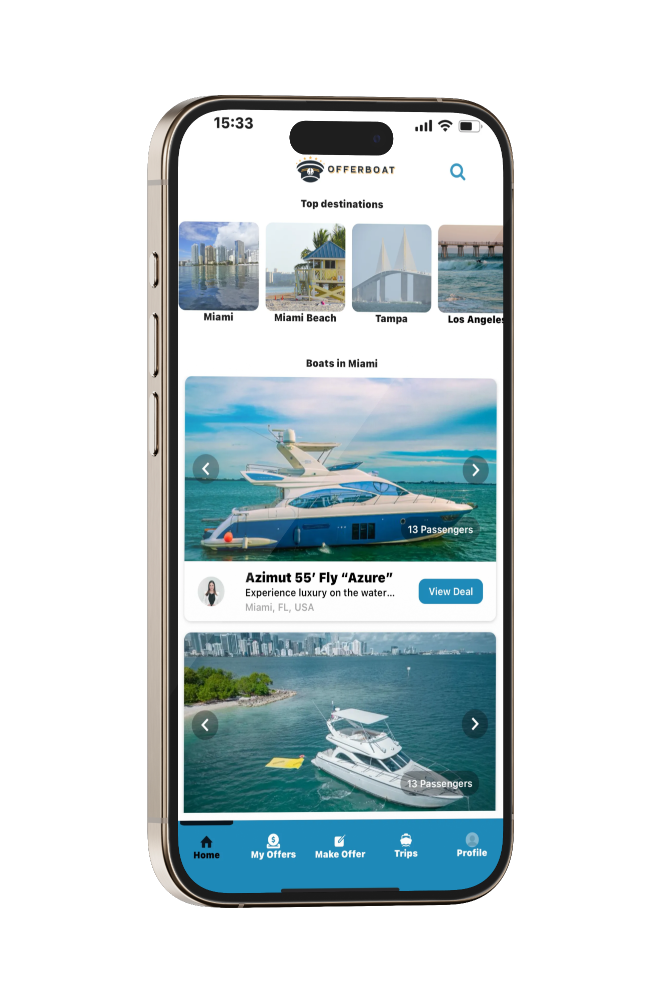 15:33
OFFERBOAT
Top destinations
Miami
Miami Beach
Tampa
Los Angeles
Boats in Miami
13 Passengers
Azimut 55’ Fly “Azure”
Experience luxury on the water...
Miami, FL, USA
View Deal
13 Passengers
Home
My Offers
Make Offer
Trips
Profile